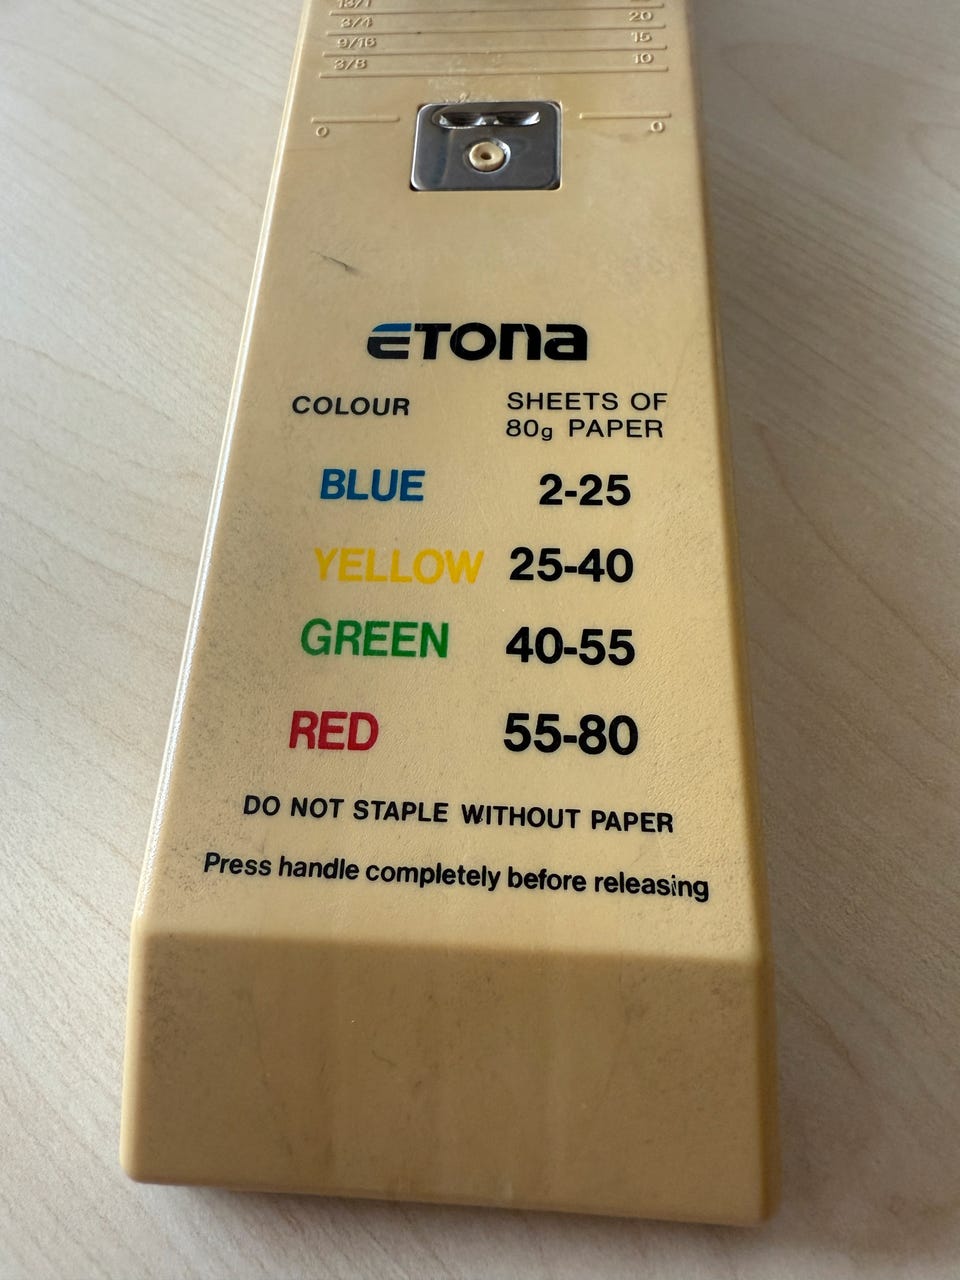 3/4 20
9/16 15
3/8 10
0 0
ETONA
COLOUR SHEETS OF
80g PAPER
BLUE 2-25
YELLOW 25-40
GREEN 40-55
RED 55-80
DO NOT STAPLE WITHOUT PAPER
Press handle completely before releasing